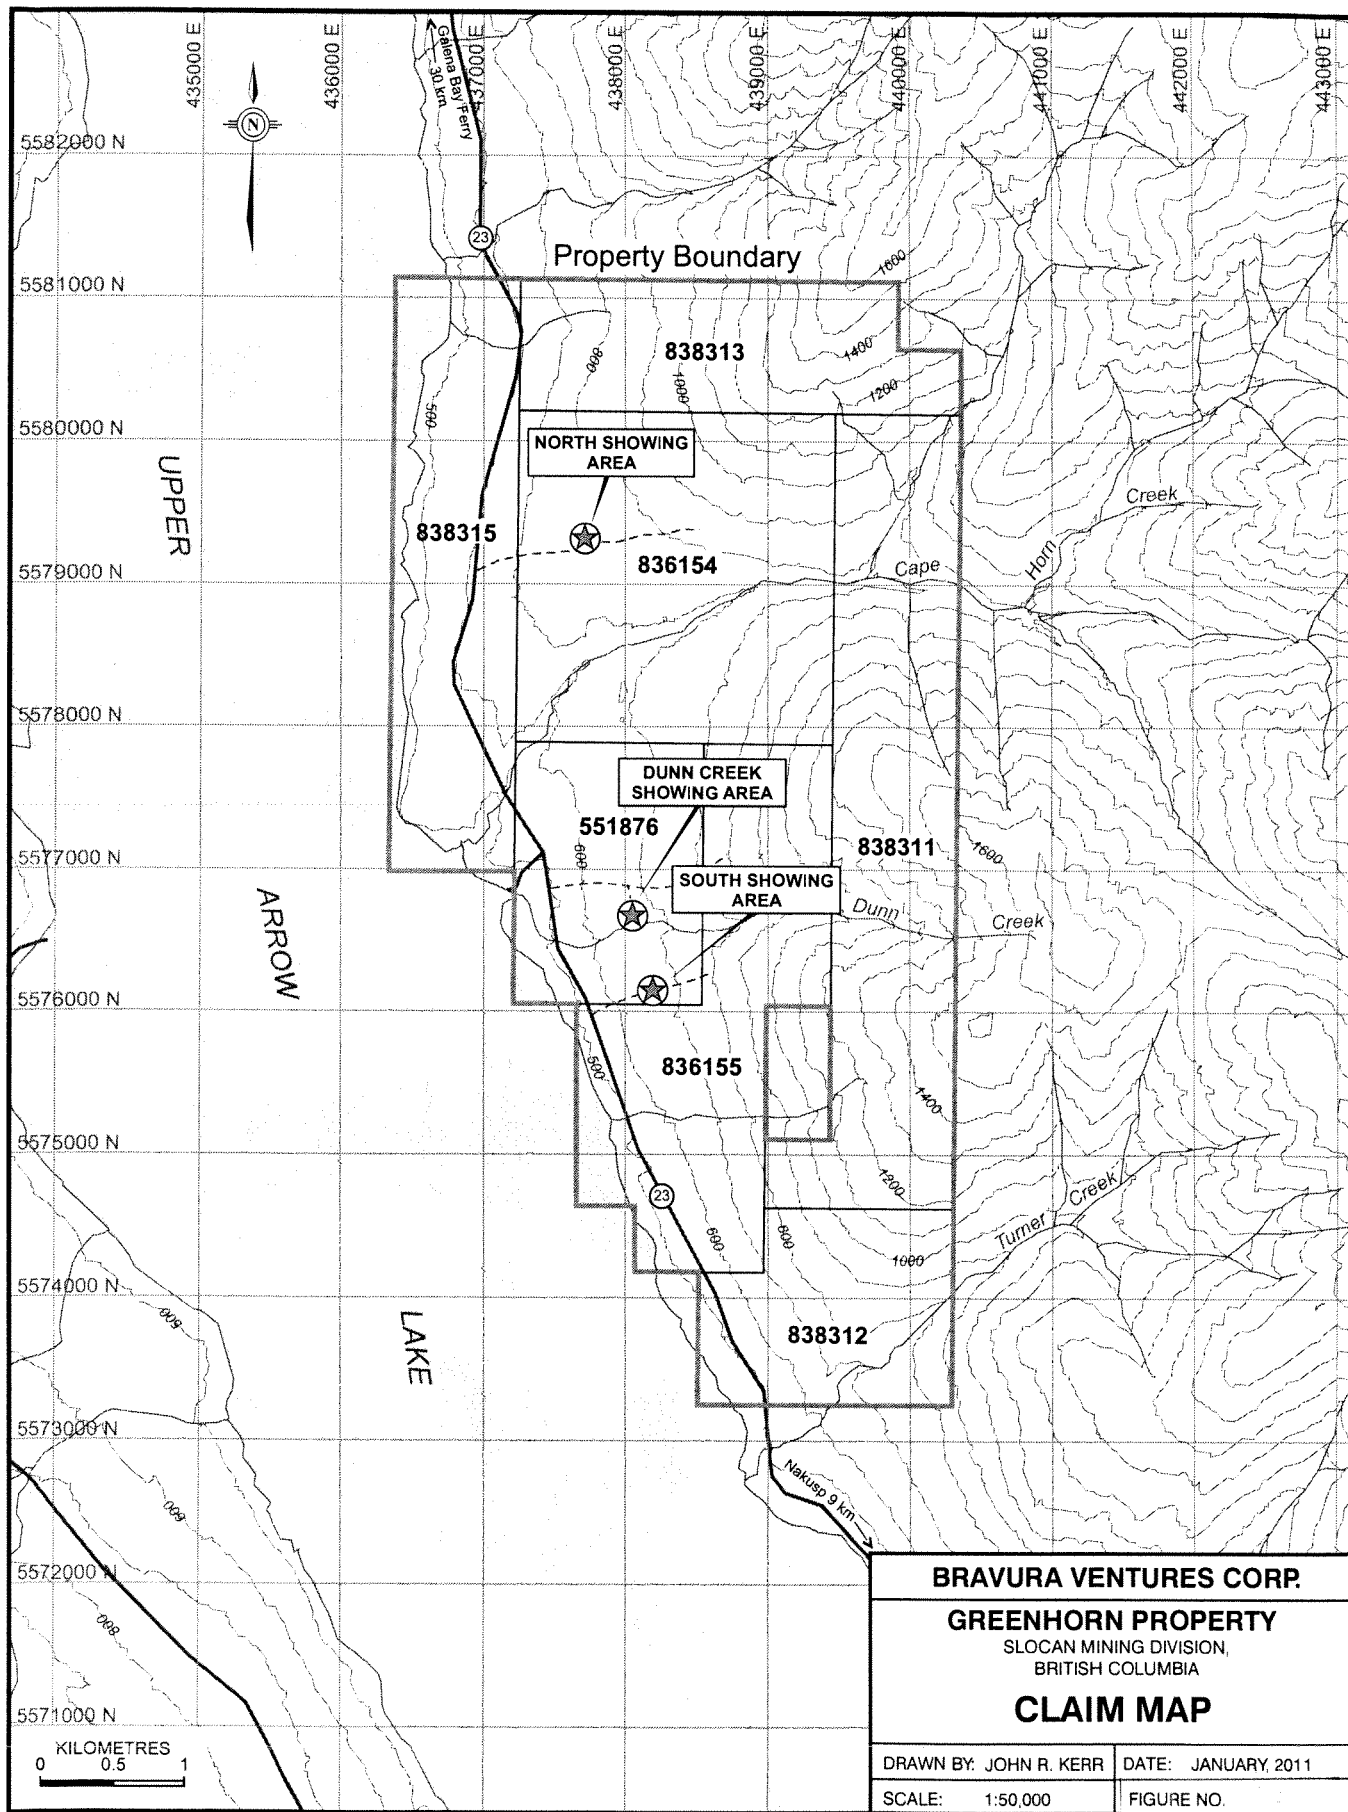 435000 E
436000 E
437000 E
438000 E
439000 E
440000 E
441000 E
442000 E
443000 E
Galena Bay Ferry
30 km
N
5582000 N
23
Property Boundary
1600
5581000 N
838313
800
1000
1400
1200
500
5580000 N
NORTH SHOWING
AREA
UPPER
838315
836154
Creek
Horn
Cape
5579000 N
5578000 N
DUNN CREEK
SHOWING AREA
551876
838311
600
1600
5577000 N
SOUTH SHOWING
AREA
Dunn
Creek
ARROW
5576000 N
836155
500
1400
5575000 N
23
1200
Creek
Turner
600
600
1000
5574000 N
600
LAKE
838312
5573000 N
Nakusp 9 km
600
5572000 N
800
5571000 N
KILOMETRES
0 0.5 1
BRAVURA VENTURES CORP.
GREENHORN PROPERTY
SLOCAN MINING DIVISION,
BRITISH COLUMBIA
CLAIM MAP
DRAWN BY: JOHN R. KERR
DATE: JANUARY, 2011
SCALE: 1:50,000
FIGURE NO.